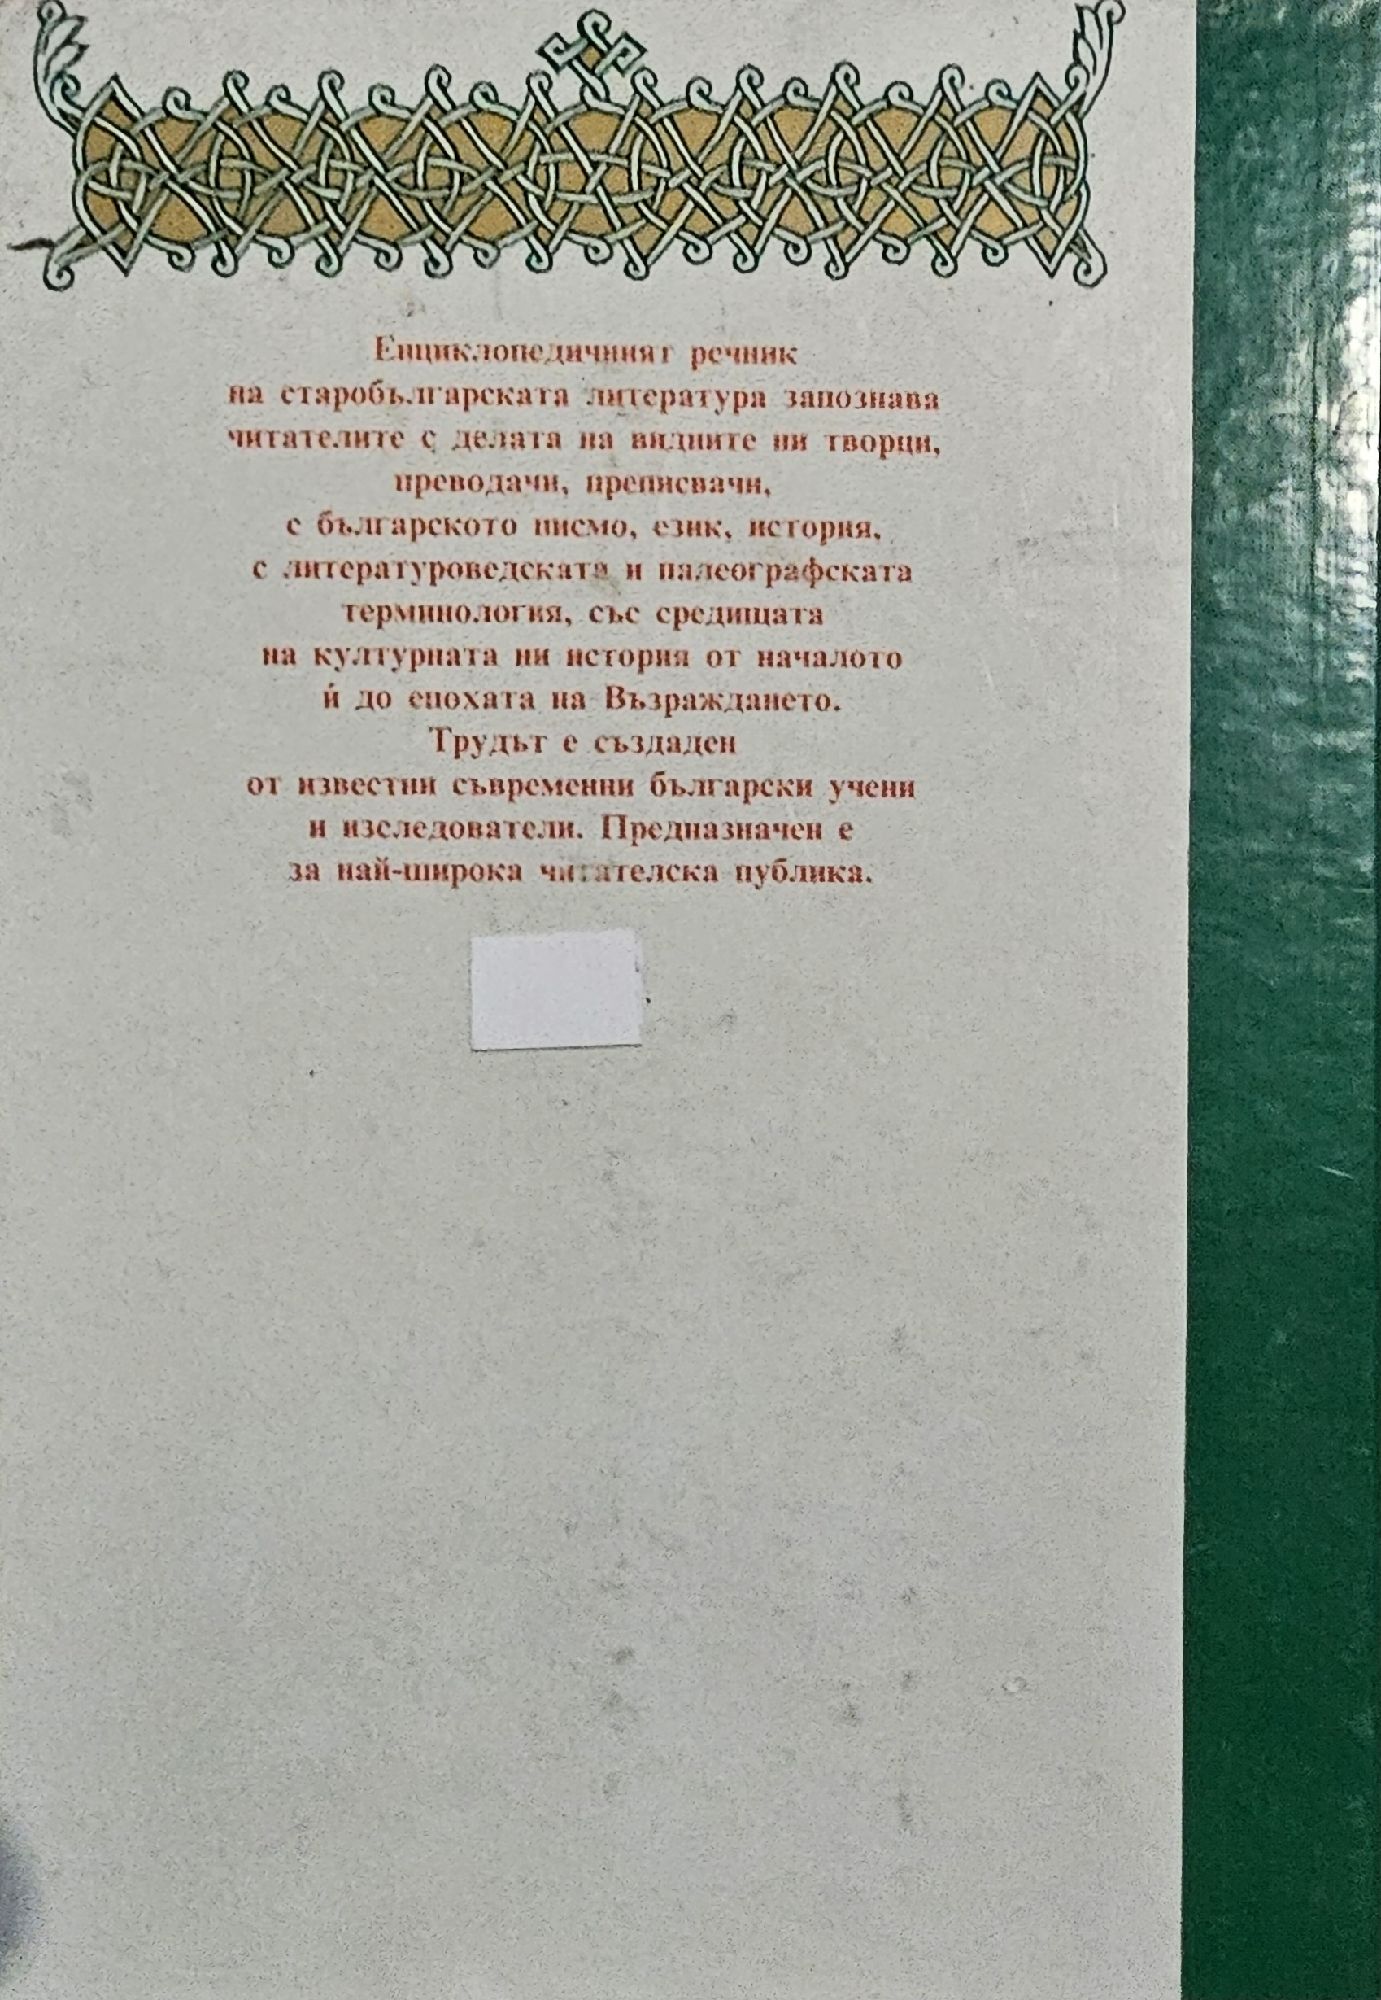 Енциклопедичният речник
на старобългарската литература запознава
читателите с делата на видните ни творци,
преводачи, преписвачи,
с българското писмо, език, история,
с литературоведската и палеографската
терминология, със средищата
на културната ни история от началото
ѝ до епохата на Възраждането.
Трудът е създаден
от известни съвременни български учени
и изследователи. Предназначен е
за най-широка читателска публика.